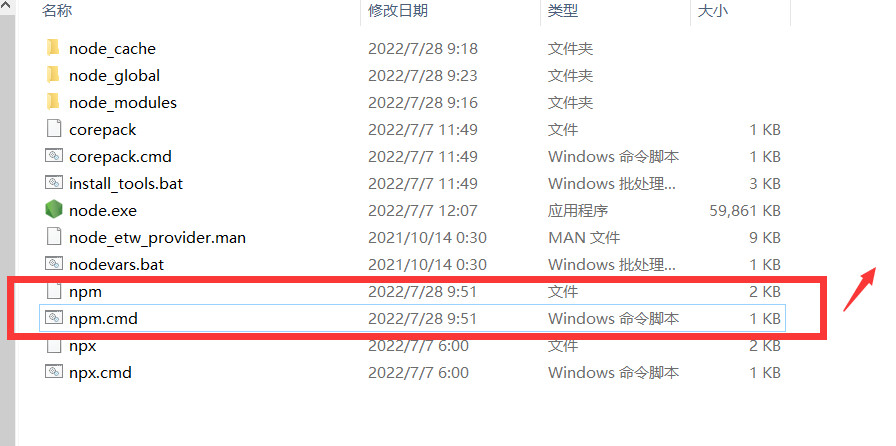 名称 修改日期 类型 大小
node_cache 2022/7/28 9:18 文件夹
node_global 2022/7/28 9:23 文件夹
node_modules 2022/7/28 9:16 文件夹
corepack 2022/7/7 11:49 文件 1 KB
corepack.cmd 2022/7/7 11:49 Windows 命令脚本 1 KB
install_tools.bat 2022/7/7 11:49 Windows 批处理... 3 KB
node.exe 2022/7/7 12:07 应用程序 59,861 KB
node_etw_provider.man 2021/10/14 0:30 MAN 文件 9 KB
nodevars.bat 2021/10/14 0:30 Windows 批处理... 1 KB
npm 2022/7/28 9:51 文件 2 KB
npm.cmd 2022/7/28 9:51 Windows 命令脚本 1 KB
npx 2022/7/7 6:00 文件 2 KB
npx.cmd 2022/7/7 6:00 Windows 命令脚本 1 KB